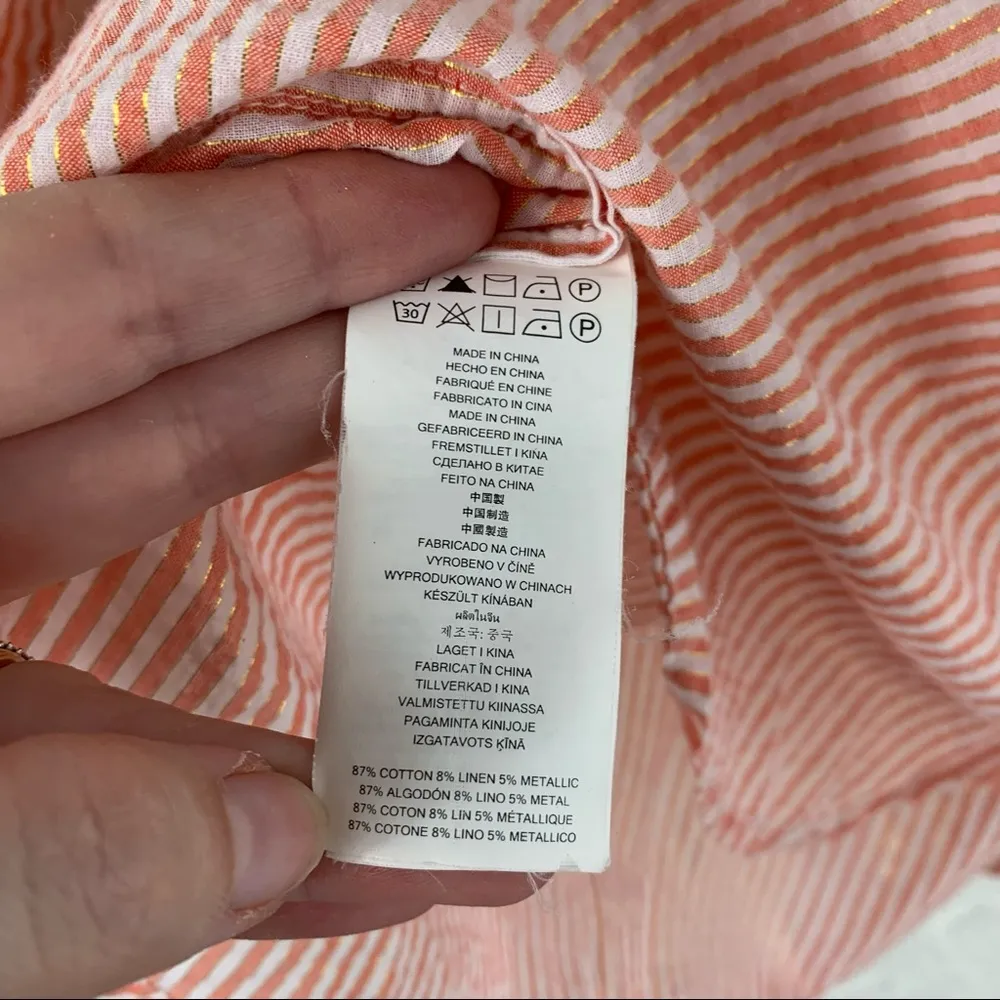 P
30 P
MADE IN CHINA
HECHO EN CHINA
FABRIQUÉ EN CHINE
FABBRICATO IN CINA
MADE IN CHINA
GEFABRICEERD IN CHINA
FREMSTILLET I KINA
СДЕЛАНО В КИТАЕ
FEITO NA CHINA
中国製
中国制造
中國製造
FABRICADO NA CHINA
VYROBENO V ČÍNĚ
WYPRODUKOWANO W CHINACH
KÉSZÜLT KÍNÁBAN
ผลิตในจีน
제조국: 중국
LAGET I KINA
FABRICAT ÎN CHINA
TILLVERKAD I KINA
VALMISTETTU KIINASSA
PAGAMINTA KINIJOJE
IZGATAVOTS ĶĪNĀ
87% COTTON 8% LINEN 5% METALLIC
87% ALGODÓN 8% LINO 5% METAL
87% COTON 8% LIN 5% MÉTALLIQUE
87% COTONE 8% LINO 5% METALLICO